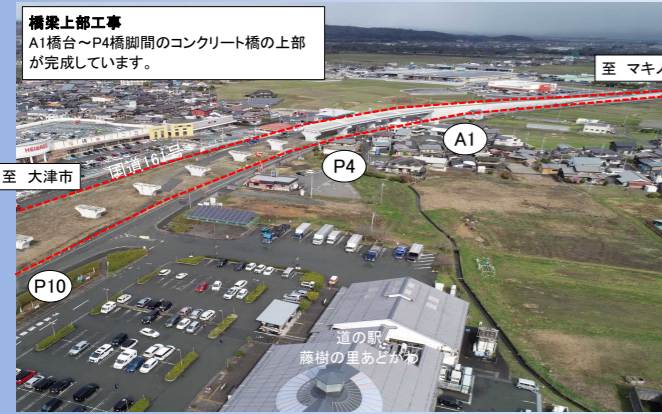 橋梁上部工事
A1橋台～P4橋脚間のコンクリート橋の上部
が完成しています。
至 マキノ
A1
P4
国道161号
至 大津市
P10
道の駅
藤樹の里あどがわ
HEIWADO